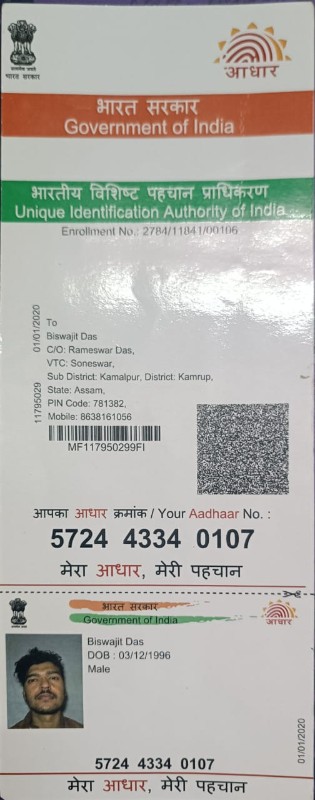 भारत सरकार
आधार
भारत सरकार
Government of India
भारतीय विशिष्ट पहचान प्राधिकरण
Unique Identification Authority of India
Enrollment No.: 2784/11841/00106
11795029 01/01/2020
To
Biswajit Das
C/O: Rameswar Das,
VTC: Soneswar,
Sub District: Kamalpur, District: Kamrup,
State: Assam,
PIN Code: 781382,
Mobile: 8638161056
MF117950299FI
आपका आधार क्रमांक / Your Aadhaar No. :
5724 4334 0107
मेरा आधार, मेरी पहचान
भारत सरकार
Government of India
आधार
Biswajit Das
DOB : 03/12/1996
Male
01/01/2020
5724 4334 0107
मेरा आधार, मेरी पहचान